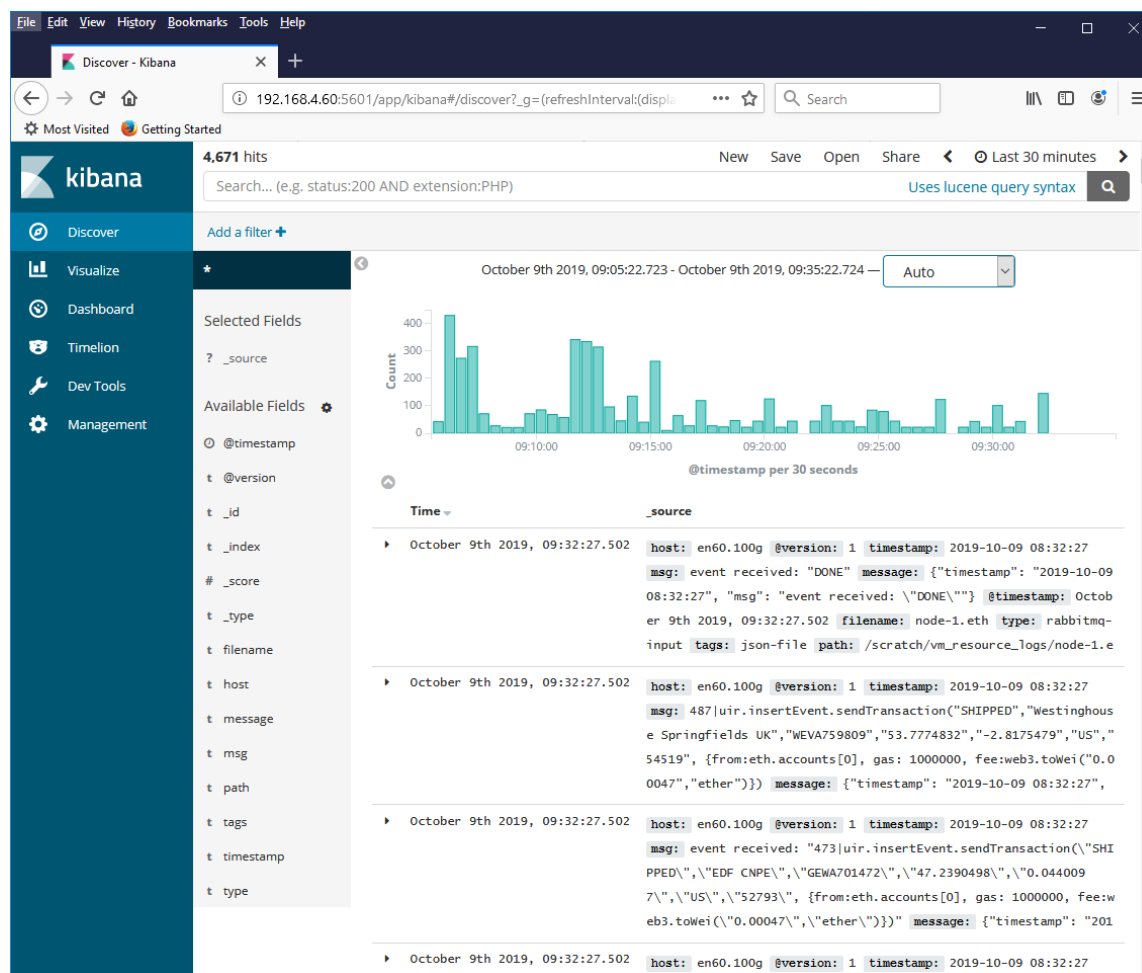 File Edit View History Bookmarks Tools Help
Discover - Kibana
192.168.4.60:5601/app/kibana#/discover?_g=(refreshInterval:(displa
Search
Most Visited Getting Started
kibana
Discover
Visualize
Dashboard
Timelion
Dev Tools
Management
4,671 hits
New Save Open Share Last 30 minutes
Search... (e.g. status:200 AND extension:PHP)
Uses lucene query syntax
Add a filter +
*
Selected Fields
? _source
Available Fields
@timestamp
t @version
t _id
t _index
# _score
t _type
t filename
t host
t message
t msg
t path
t tags
t timestamp
t type
October 9th 2019, 09:05:22.723 - October 9th 2019, 09:35:22.724 — Auto
Count
400
300
200
100
0
09:10:00 09:15:00 09:20:00 09:25:00 09:30:00
@timestamp per 30 seconds
Time _source
October 9th 2019, 09:32:27.502 host: en60.100g @version: 1 timestamp: 2019-10-09 08:32:27
msg: event received: "DONE" message: {"timestamp": "2019-10-09
08:32:27", "msg": "event received: \"DONE\""} @timestamp: Octob
er 9th 2019, 09:32:27.502 filename: node-1.eth type: rabbitmq-
input tags: json-file path: /scratch/vm_resource_logs/node-1.e
October 9th 2019, 09:32:27.502 host: en60.100g @version: 1 timestamp: 2019-10-09 08:32:27
msg: 487|uir.insertEvent.sendTransaction("SHIPPED","Westinghous
e Springfields UK","WEVA759809","53.7774832","-2.8175479","US","
54519", {from:eth.accounts[0], gas: 1000000, fee:web3.toWei("0.0
0047","ether")}) message: {"timestamp": "2019-10-09 08:32:27",
October 9th 2019, 09:32:27.502 host: en60.100g @version: 1 timestamp: 2019-10-09 08:32:27
msg: event received: "473|uir.insertEvent.sendTransaction(\"SHI
PPED\",\"EDF CNPE\",\"GEWA701472\",\"47.2390498\",\"0.044009
7\",\"US\",\"52793\", {from:eth.accounts[0], gas: 1000000, fee:w
eb3.toWei(\"0.00047\",\"ether\")})" message: {"timestamp": "201
October 9th 2019, 09:32:27.502 host: en60.100g @version: 1 timestamp: 2019-10-09 08:32:27